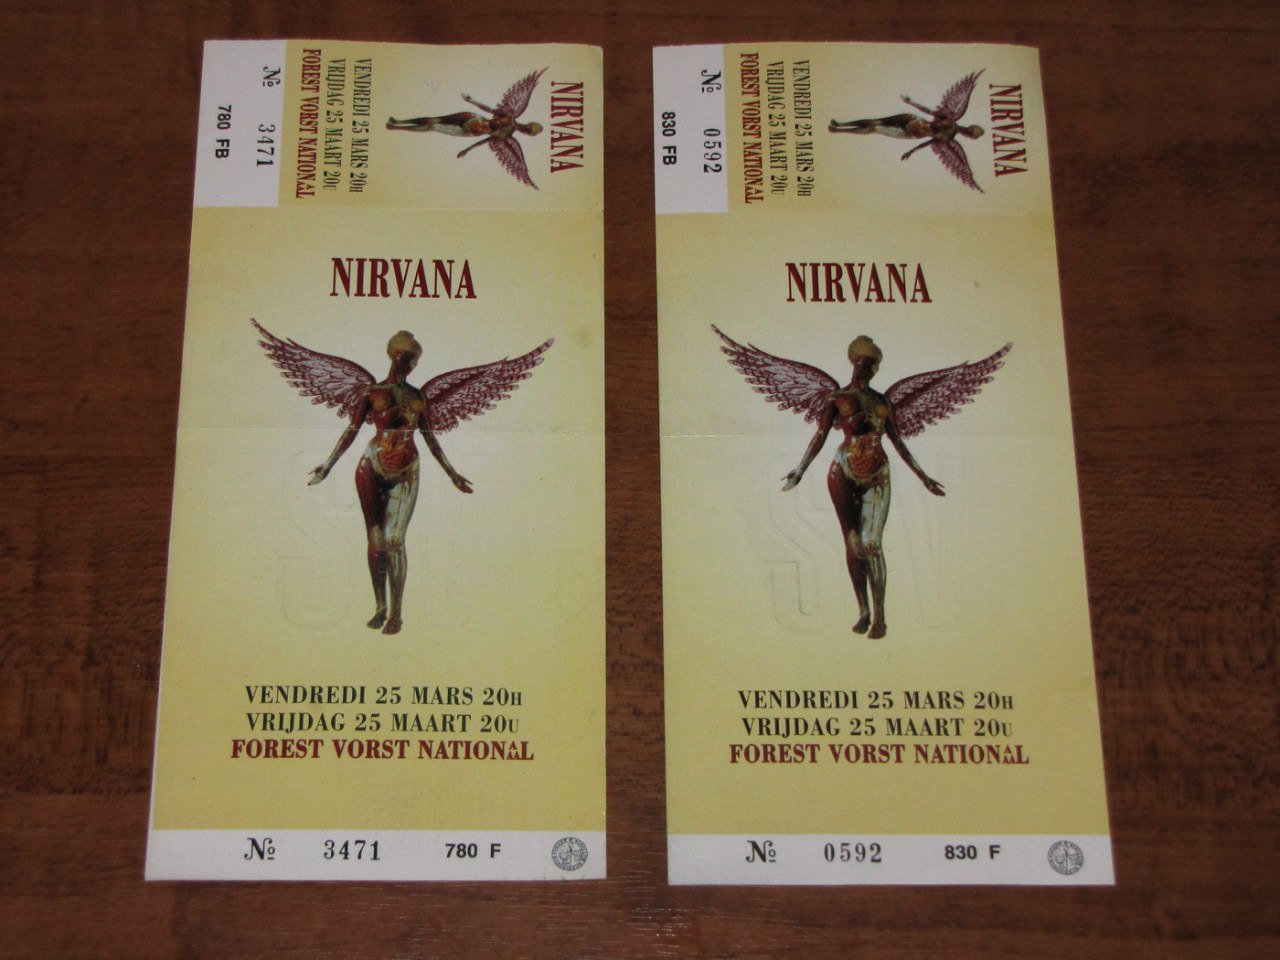 NIRVANA
VENDREDI 25 MARS 20H
VRIJDAG 25 MAART 20U
FOREST VORST NATIONAL
Nº 3471
780 FB
NIRVANA
VENDREDI 25 MARS 20H
VRIJDAG 25 MAART 20U
FOREST VORST NATIONAL
Nº 3471 780 F
NIRVANA
VENDREDI 25 MARS 20H
VRIJDAG 25 MAART 20U
FOREST VORST NATIONAL
Nº 0592
830 FB
NIRVANA
VENDREDI 25 MARS 20H
VRIJDAG 25 MAART 20U
FOREST VORST NATIONAL
Nº 0592 830 F